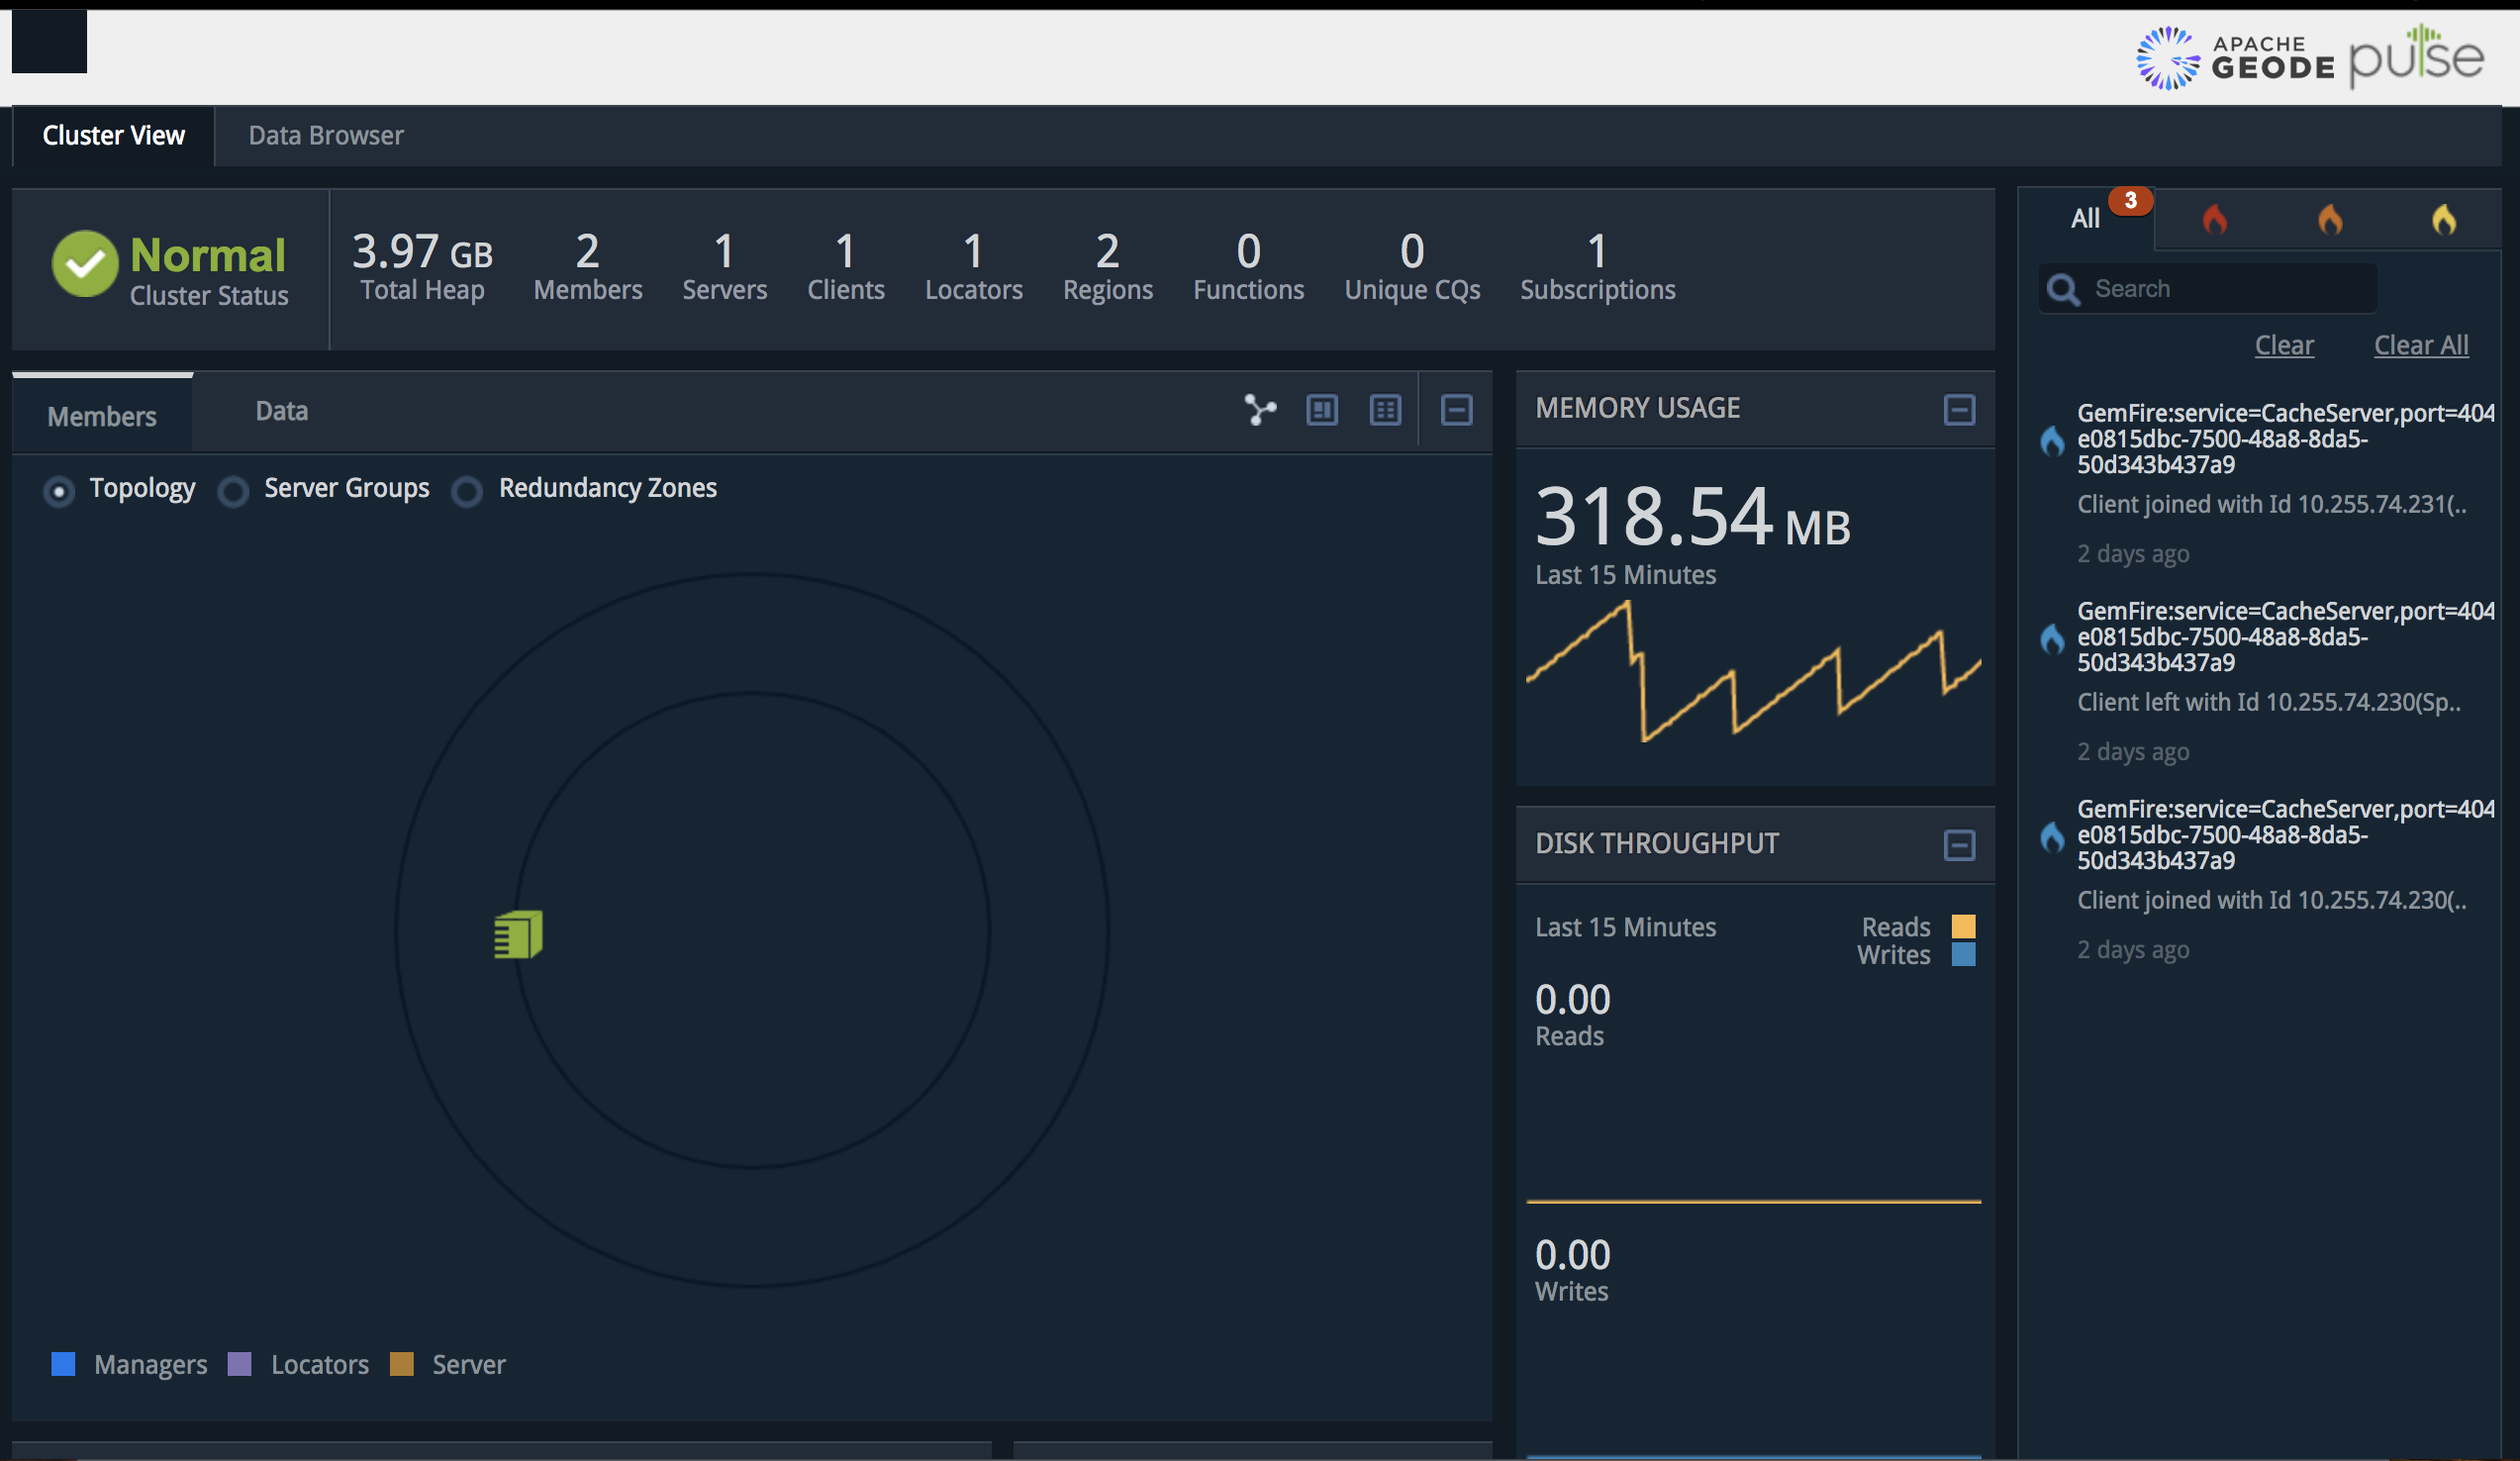 APACHE
GEODE pulse
Cluster View
Data Browser
Normal
Cluster Status
3.97 GB
Total Heap
2
Members
1
Servers
1
Clients
1
Locators
2
Regions
0
Functions
0
Unique CQs
1
Subscriptions
Members
Data
Topology
Server Groups
Redundancy Zones
Managers
Locators
Server
MEMORY USAGE
318.54 MB
Last 15 Minutes
DISK THROUGHPUT
Last 15 Minutes
Reads
Writes
0.00
Reads
0.00
Writes
All
3
Search
Clear
Clear All
GemFire:service=CacheServer,port=404
e0815dbc-7500-48a8-8da5-
50d343b437a9
Client joined with Id 10.255.74.231(..
2 days ago
GemFire:service=CacheServer,port=404
e0815dbc-7500-48a8-8da5-
50d343b437a9
Client left with Id 10.255.74.230(Sp..
2 days ago
GemFire:service=CacheServer,port=404
e0815dbc-7500-48a8-8da5-
50d343b437a9
Client joined with Id 10.255.74.230(..
2 days ago